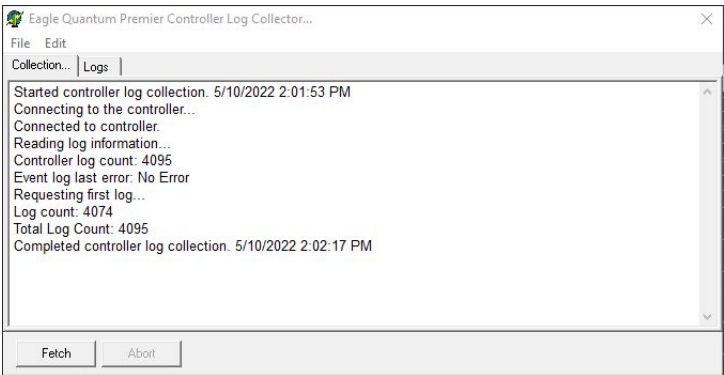 Eagle Quantum Premier Controller Log Collector...
File Edit
Collection... Logs
Started controller log collection. 5/10/2022 2:01:53 PM
Connecting to the controller...
Connected to controller.
Reading log information...
Controller log count: 4095
Event log last error: No Error
Requesting first log...
Log count: 4074
Total Log Count: 4095
Completed controller log collection. 5/10/2022 2:02:17 PM
Fetch Abort